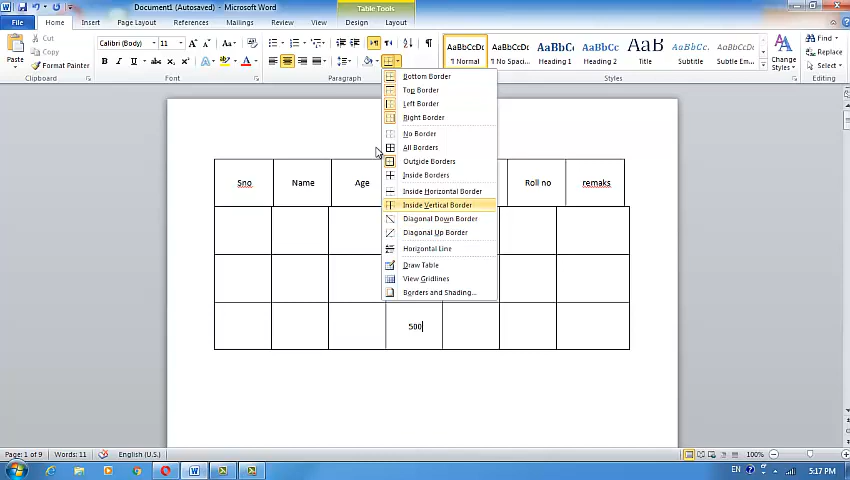 Document1 (Autosaved) - Microsoft Word
Table Tools
File Home Insert Page Layout References Mailings Review View Design Layout
Paste
Cut
Copy
Format Painter
Clipboard
Calibri (Body) 11
Font
Paragraph
AaBbCcDc AaBbCcDc AaBbCc AaBbCc AaB AaBbCc. AaBbCcDc
¶ Normal ¶ No Spaci... Heading 1 Heading 2 Title Subtitle Subtle Em...
Change Styles
Styles
Find
Replace
Select
Editing
Bottom Border
Top Border
Left Border
Right Border
No Border
All Borders
Outside Borders
Inside Borders
Inside Horizontal Border
Inside Vertical Border
Diagonal Down Border
Diagonal Up Border
Horizontal Line
Draw Table
View Gridlines
Borders and Shading...
Sno Name Age Roll no remaks
500
Page: 1 of 9 Words: 11 English (U.S.) 100%
EN 5:17 PM